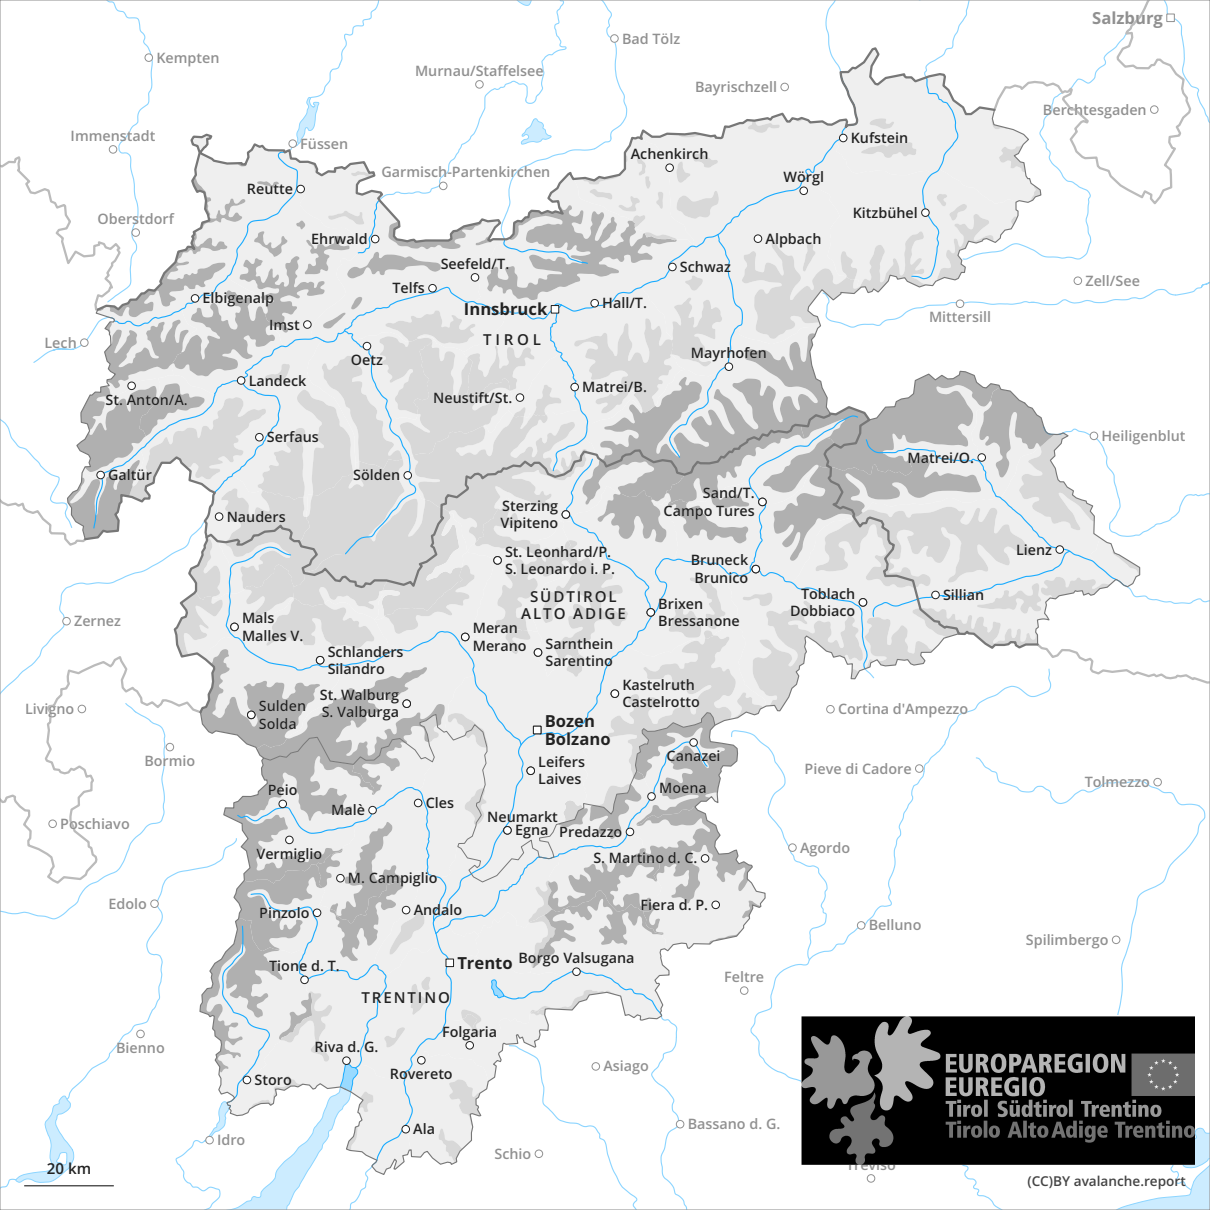 Salzburg
Kempten
Bad Tölz
Murnau/Staffelsee
Bayrischzell
Berchtesgaden
Immenstadt
Füssen
Kufstein
Achenkirch
Garmisch-Partenkirchen
Wörgl
Reutte
Oberstdorf
Kitzbühel
Ehrwald
Alpbach
Seefeld/T.
Schwaz
Zell/See
Telfs
Elbigenalp
Hall/T.
Innsbruck
Mittersill
Imst
TIROL
Lech
Mayrhofen
Oetz
Landeck
Matrei/B.
St. Anton/A.
Neustift/St.
Serfaus
Heiligenblut
Matrei/O.
Galtür
Sölden
Sand/T.
Campo Tures
Sterzing
Vipiteno
Nauders
Lienz
St. Leonhard/P.
S. Leonardo i. P.
Bruneck
Brunico
SÜDTIROL
ALTO ADIGE
Toblach
Dobbiaco
Sillian
Brixen
Bressanone
Zernez
Mals
Malles V.
Meran
Merano
Sarnthein
Sarentino
Schlanders
Silandro
Kastelruth
Castelrotto
St. Walburg
S. Valburga
Livigno
Sulden
Solda
Cortina d'Ampezzo
Bozen
Bolzano
Bormio
Canazei
Leifers
Laives
Pieve di Cadore
Tolmezzo
Peio
Moena
Malè
Cles
Neumarkt
Egna
Predazzo
Poschiavo
Vermiglio
Agordo
S. Martino d. C.
M. Campiglio
Edolo
Pinzolo
Andalo
Fiera d. P.
Belluno
Spilimbergo
Trento
Borgo Valsugana
Tione d. T.
Feltre
TRENTINO
Folgaria
Bienno
Riva d. G.
Rovereto
Asiago
Storo
EUROPAREGION
EUREGIO
Tirol Südtirol Trentino
Tirolo Alto Adige Trentino
Ala
Idro
Bassano d. G.
Schio
Treviso
20 km
(CC)BY avalanche.report